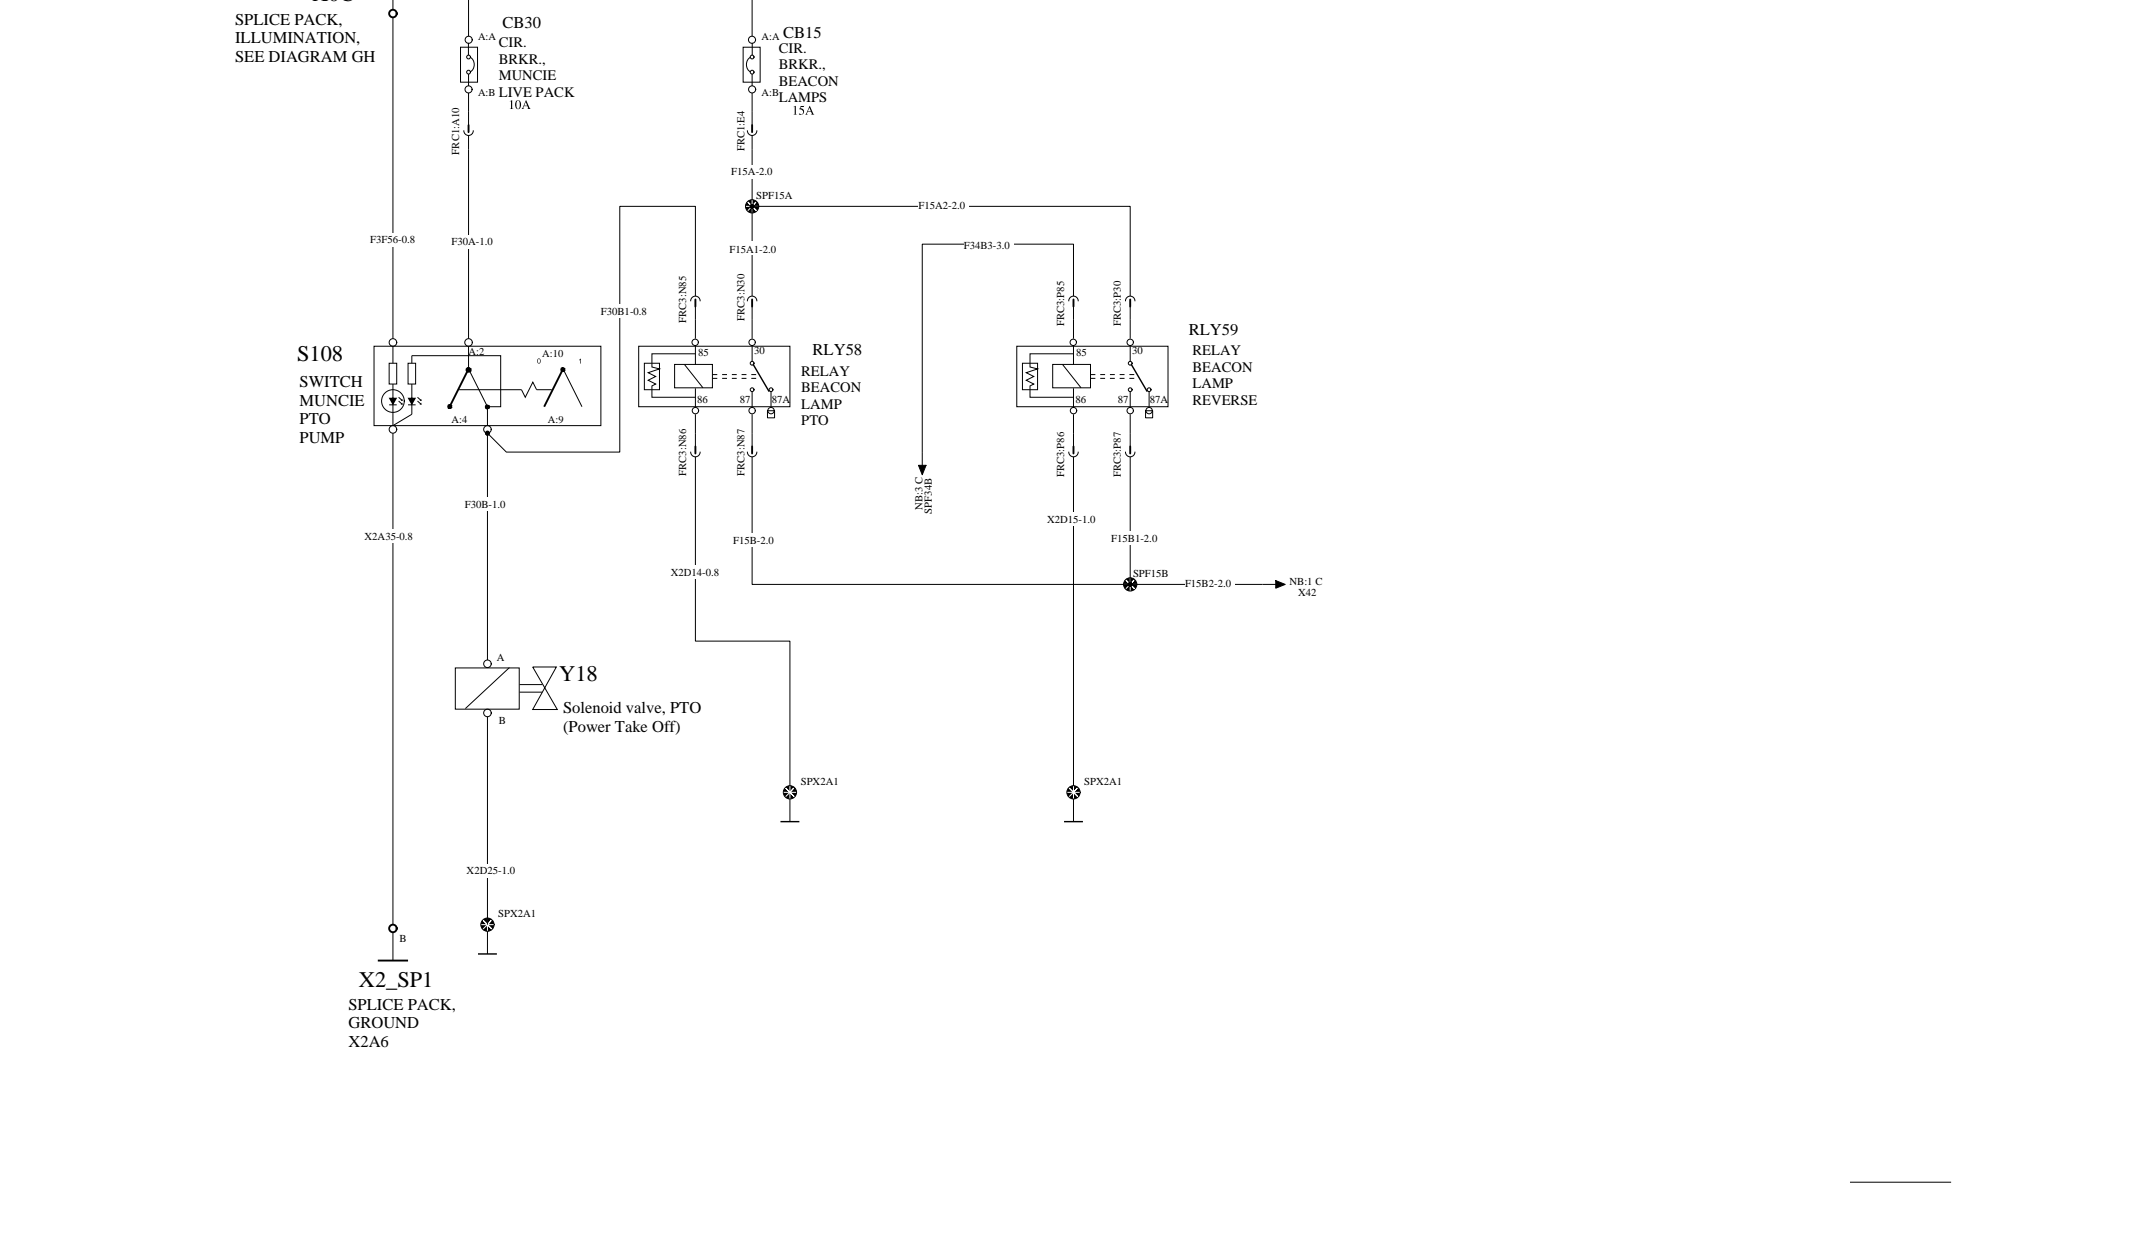 SPLICE PACK,
ILLUMINATION,
SEE DIAGRAM GH
CB30
A:A
CIR.
BRKR.,
MUNCIE
A:B
LIVE PACK
10A
FRC1:A10
CB15
A:A
CIR.
BRKR.,
BEACON
A:B
LAMPS
15A
FRC1:E4
F15A-2.0
SPF15A
F15A2-2.0
F3F56-0.8
F30A-1.0
F15A1-2.0
F34B3-3.0
F30B1-0.8
FRC3:N85
FRC3:N30
FRC3:P85
FRC3:P30
S108
SWITCH
MUNCIE
PTO
PUMP
A:2
A:10
0
1
A:4
A:9
85
30
86
87
87A
RLY58
RELAY
BEACON
LAMP
PTO
85
30
86
87
87A
RLY59
RELAY
BEACON
LAMP
REVERSE
FRC3:N86
FRC3:N87
NB:3 C
SPF34B
FRC3:P86
FRC3:P87
F30B-1.0
X2A35-0.8
F15B-2.0
X2D15-1.0
F15B1-2.0
X2D14-0.8
SPF15B
F15B2-2.0
NB:1 C
X42
A
Y18
B
Solenoid valve, PTO
(Power Take Off)
SPX2A1
SPX2A1
X2D25-1.0
SPX2A1
B
X2_SP1
SPLICE PACK,
GROUND
X2A6